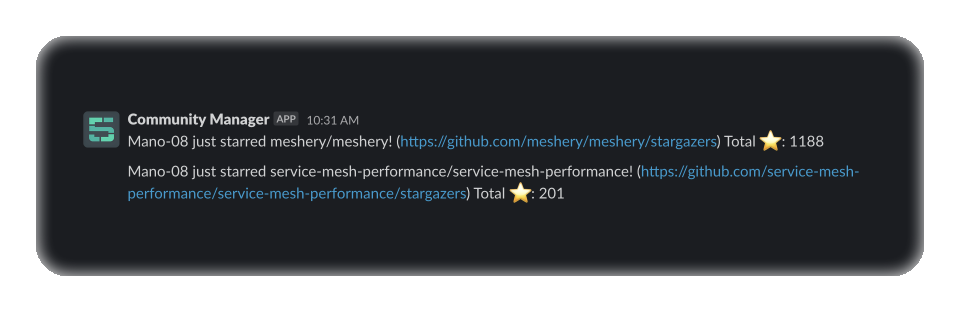 Community Manager APP 10:31 AM
Mano-08 just starred meshery/meshery! (https://github.com/meshery/meshery/stargazers) Total ⭐: 1188
Mano-08 just starred service-mesh-performance/service-mesh-performance! (https://github.com/service-mesh-
performance/service-mesh-performance/stargazers) Total ⭐: 201